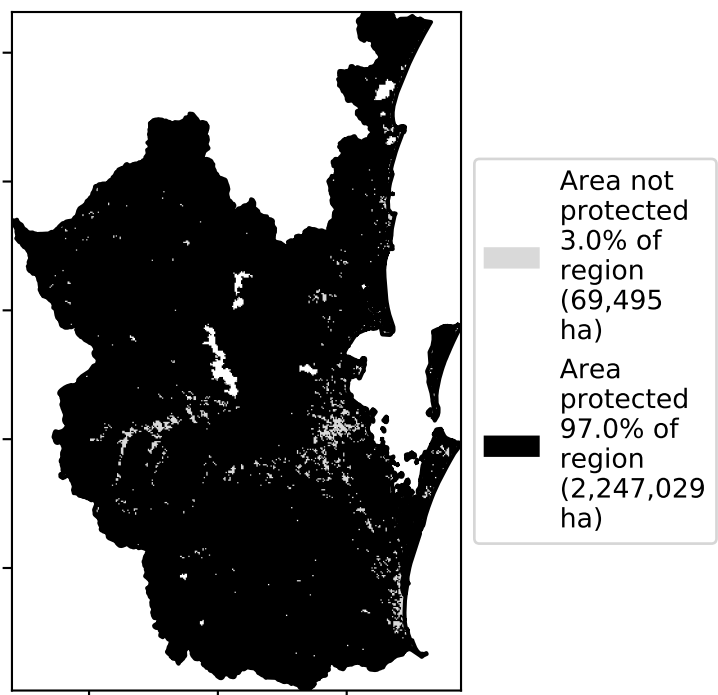 Area not
protected
3.0% of
region
(69,495
ha)
Area
protected
97.0% of
region
(2,247,029
ha)